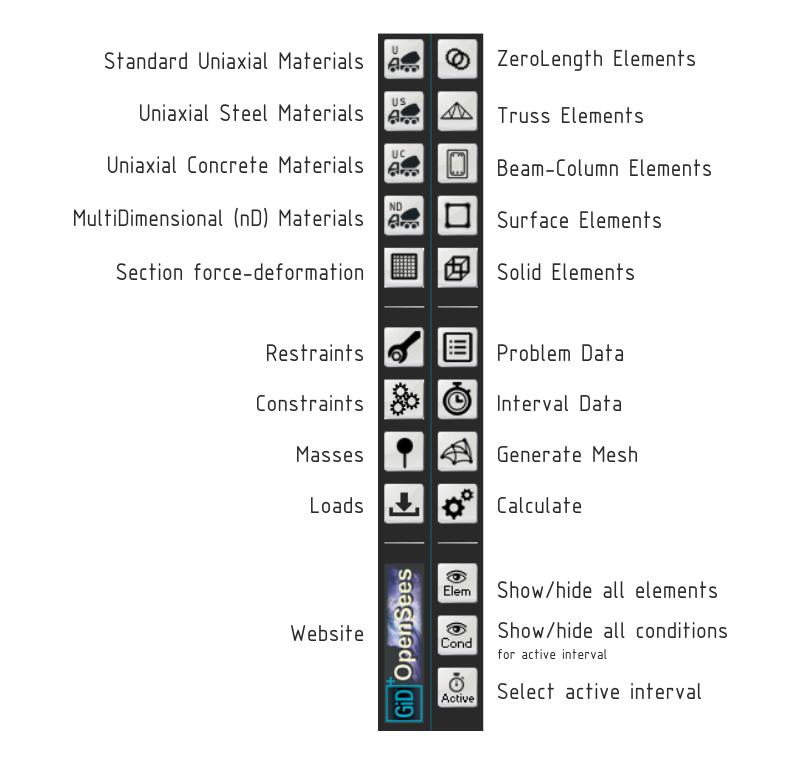 Standard Uniaxial Materials
U
ZeroLength Elements
Uniaxial Steel Materials
US
Truss Elements
Uniaxial Concrete Materials
UC
Beam-Column Elements
MultiDimensional (nD) Materials
ND
Surface Elements
Section force-deformation
Solid Elements
Restraints
Problem Data
Constraints
Interval Data
Masses
Generate Mesh
Loads
Calculate
Website
GiD+OpenSees
Elem
Show/hide all elements
Cond
Show/hide all conditions
for active interval
Active
Select active interval